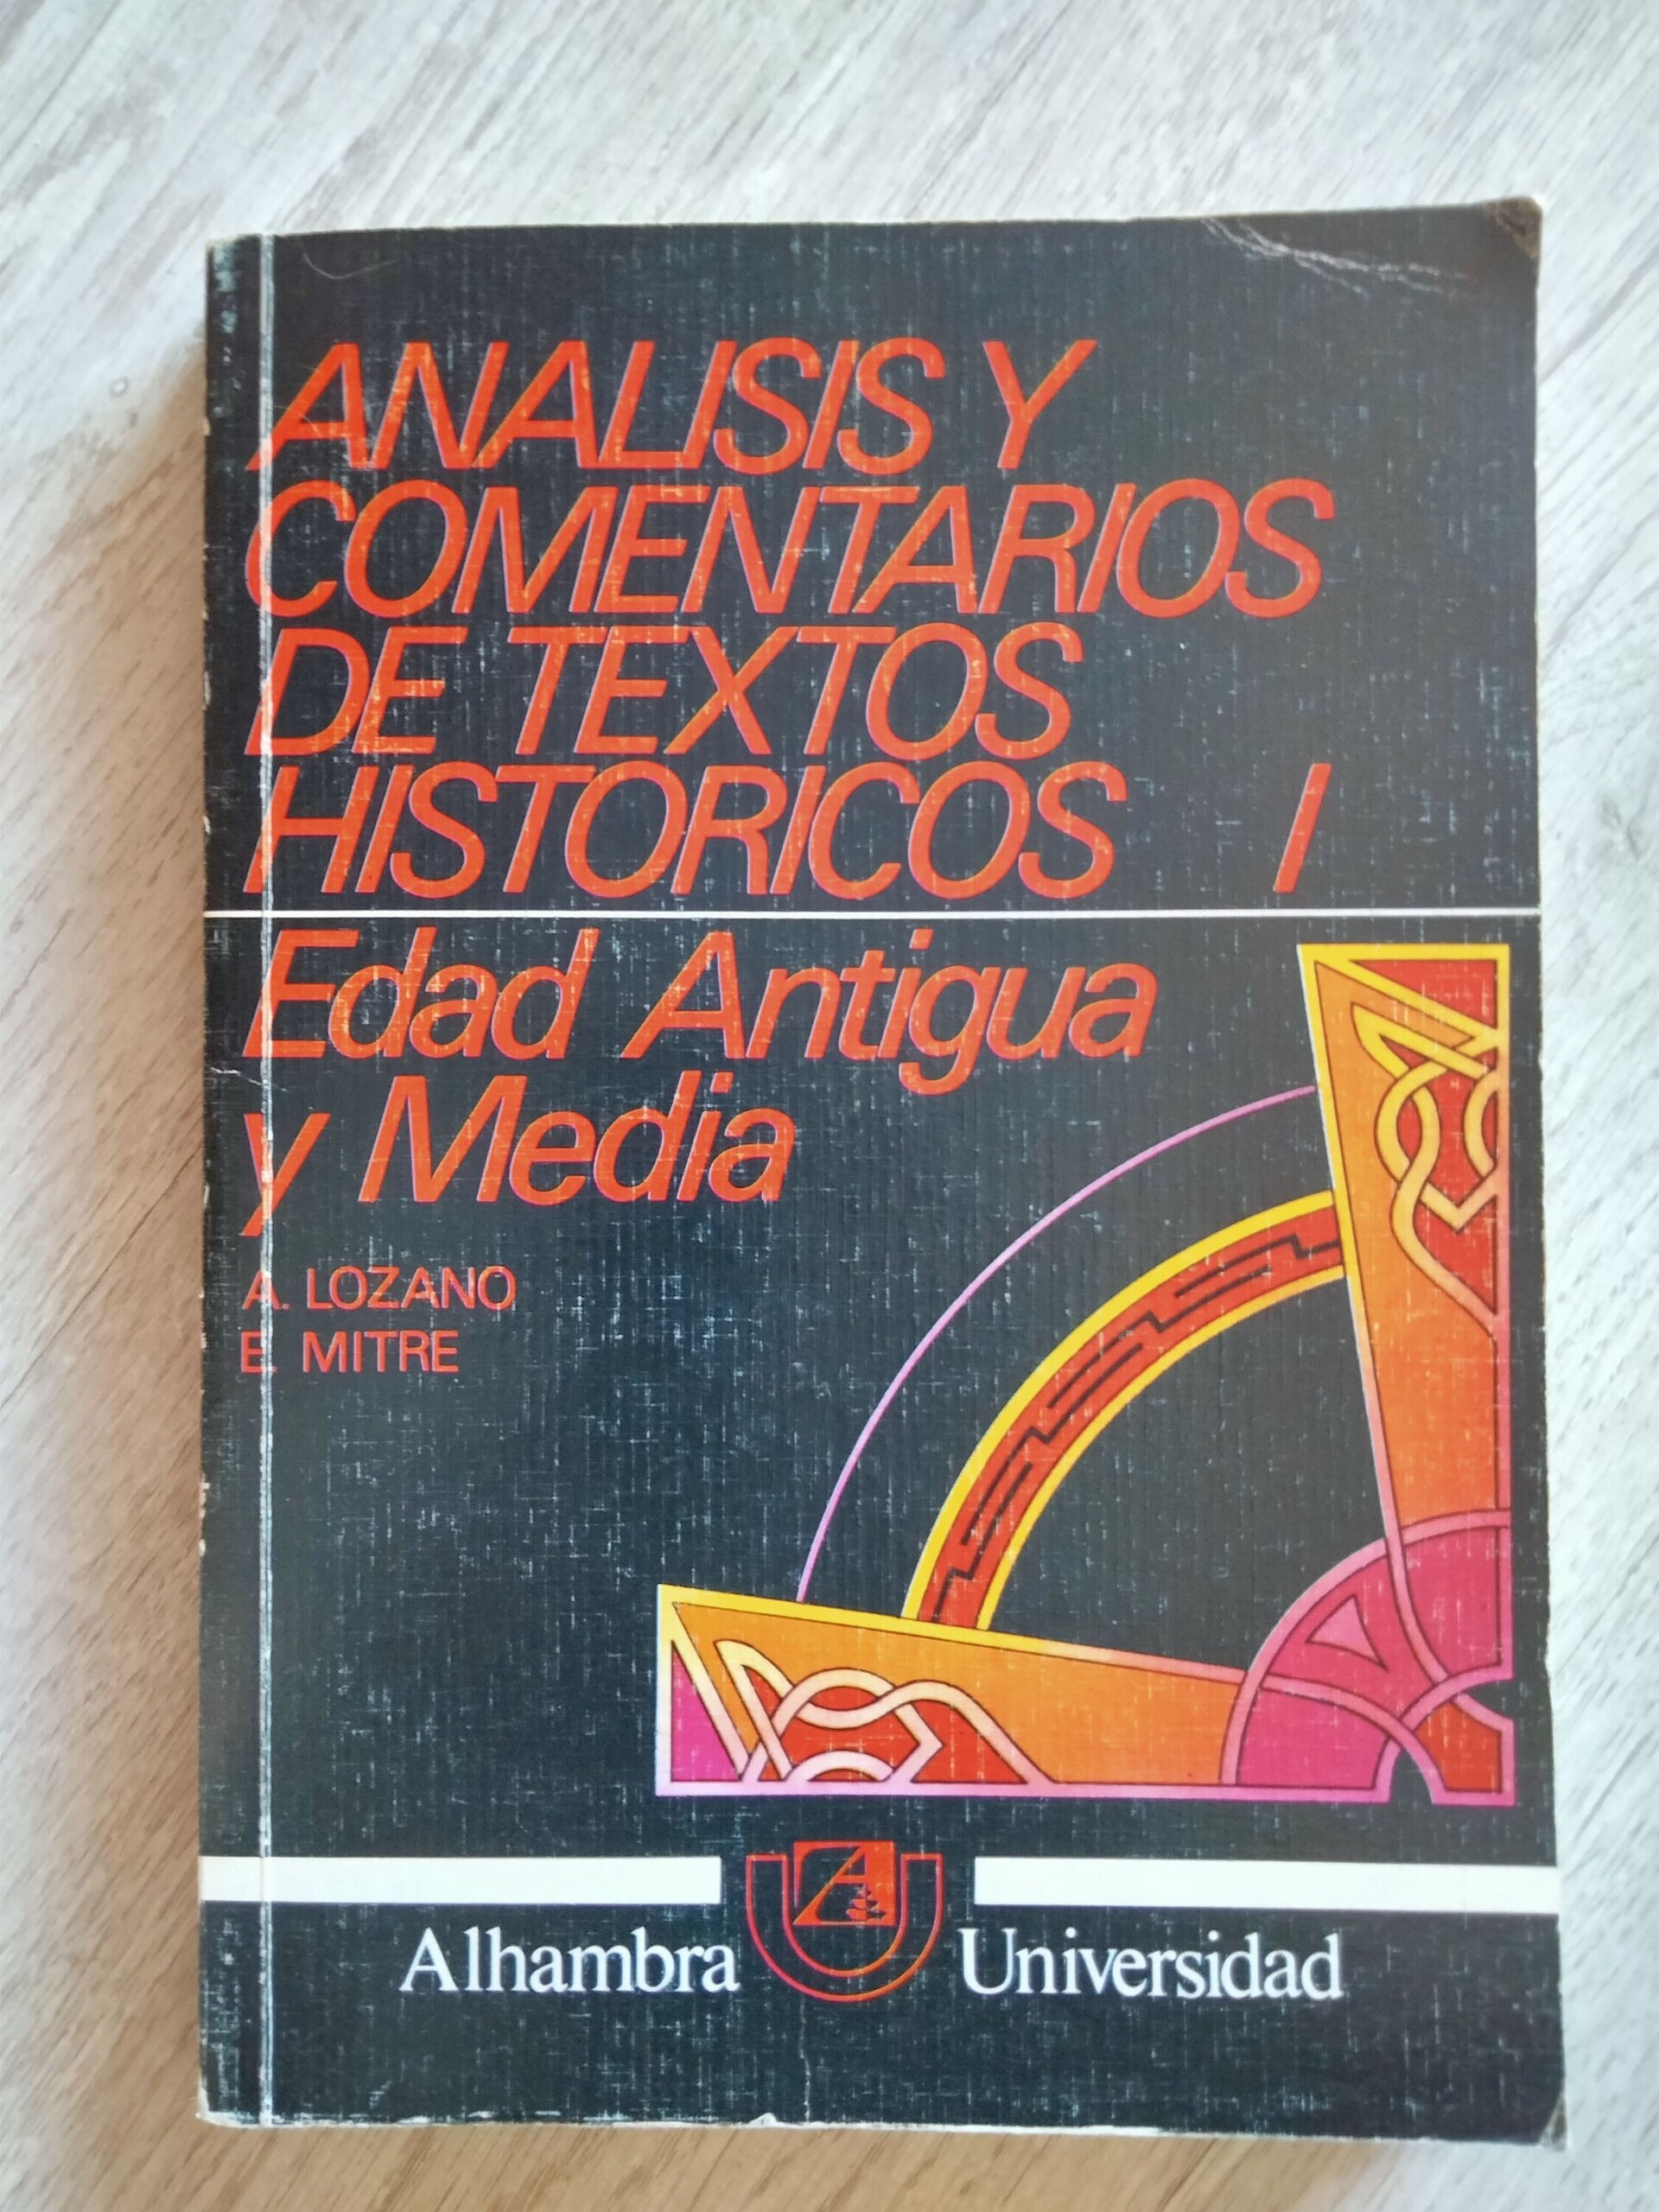 ANALISIS Y
COMENTARIOS
DE TEXTOS
HISTORICOS I
Edad Antigua
y Media
A. LOZANO
E. MITRE
A
Alhambra Universidad